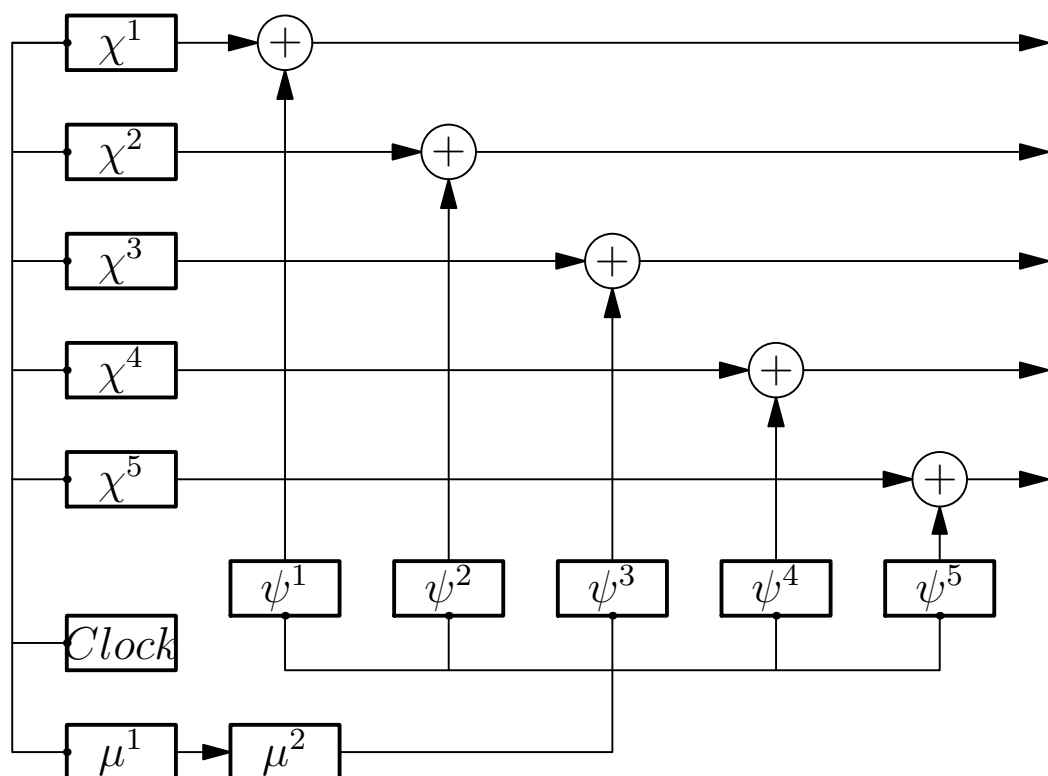 χ¹ +
χ² +
χ³ +
χ⁴ +
χ⁵ +
ψ¹ ψ² ψ³ ψ⁴ ψ⁵
Clock
μ¹ μ²